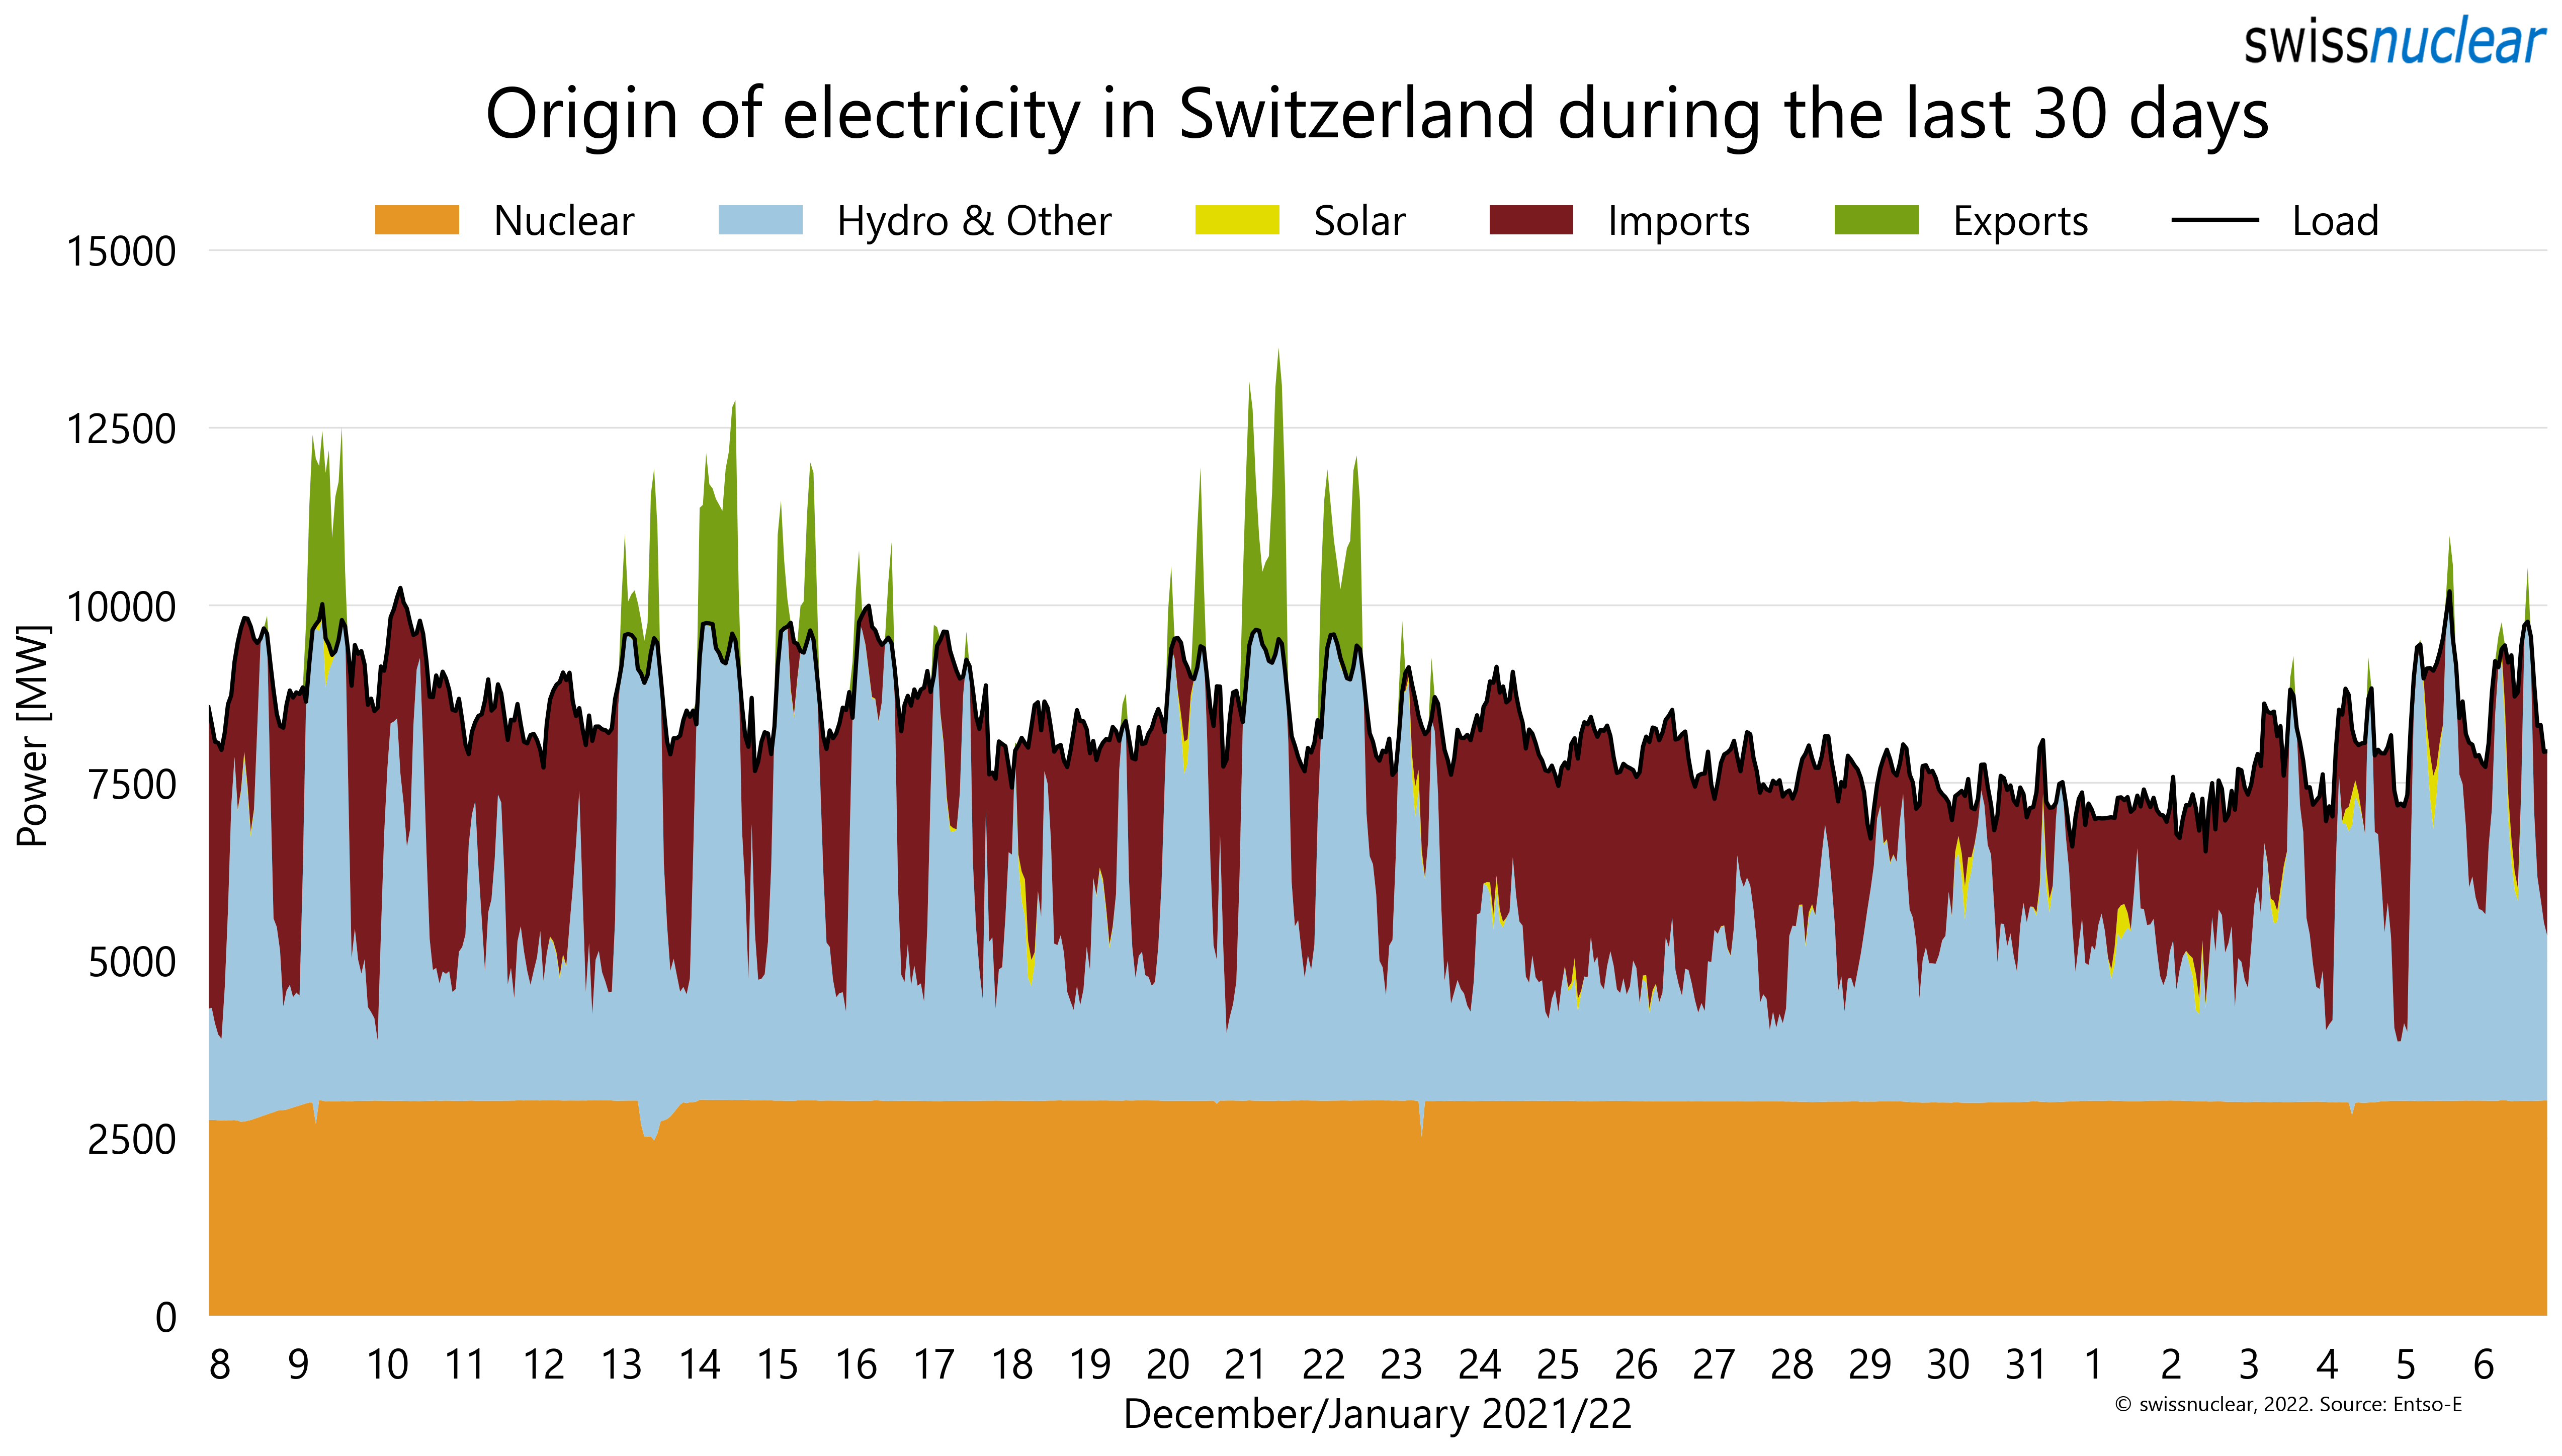 swissnuclear
Origin of electricity in Switzerland during the last 30 days
Nuclear Hydro & Other Solar Imports Exports Load
15000
12500
10000
7500
5000
2500
0
Power [MW]
8 9 10 11 12 13 14 15 16 17 18 19 20 21 22 23 24 25 26 27 28 29 30 31 1 2 3 4 5 6
December/January 2021/22
© swissnuclear, 2022. Source: Entso-E